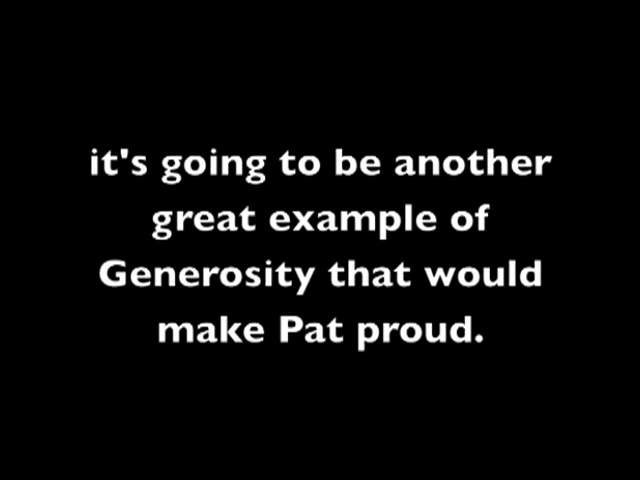 it's going to be another
great example of
Generosity that would
make Pat proud.